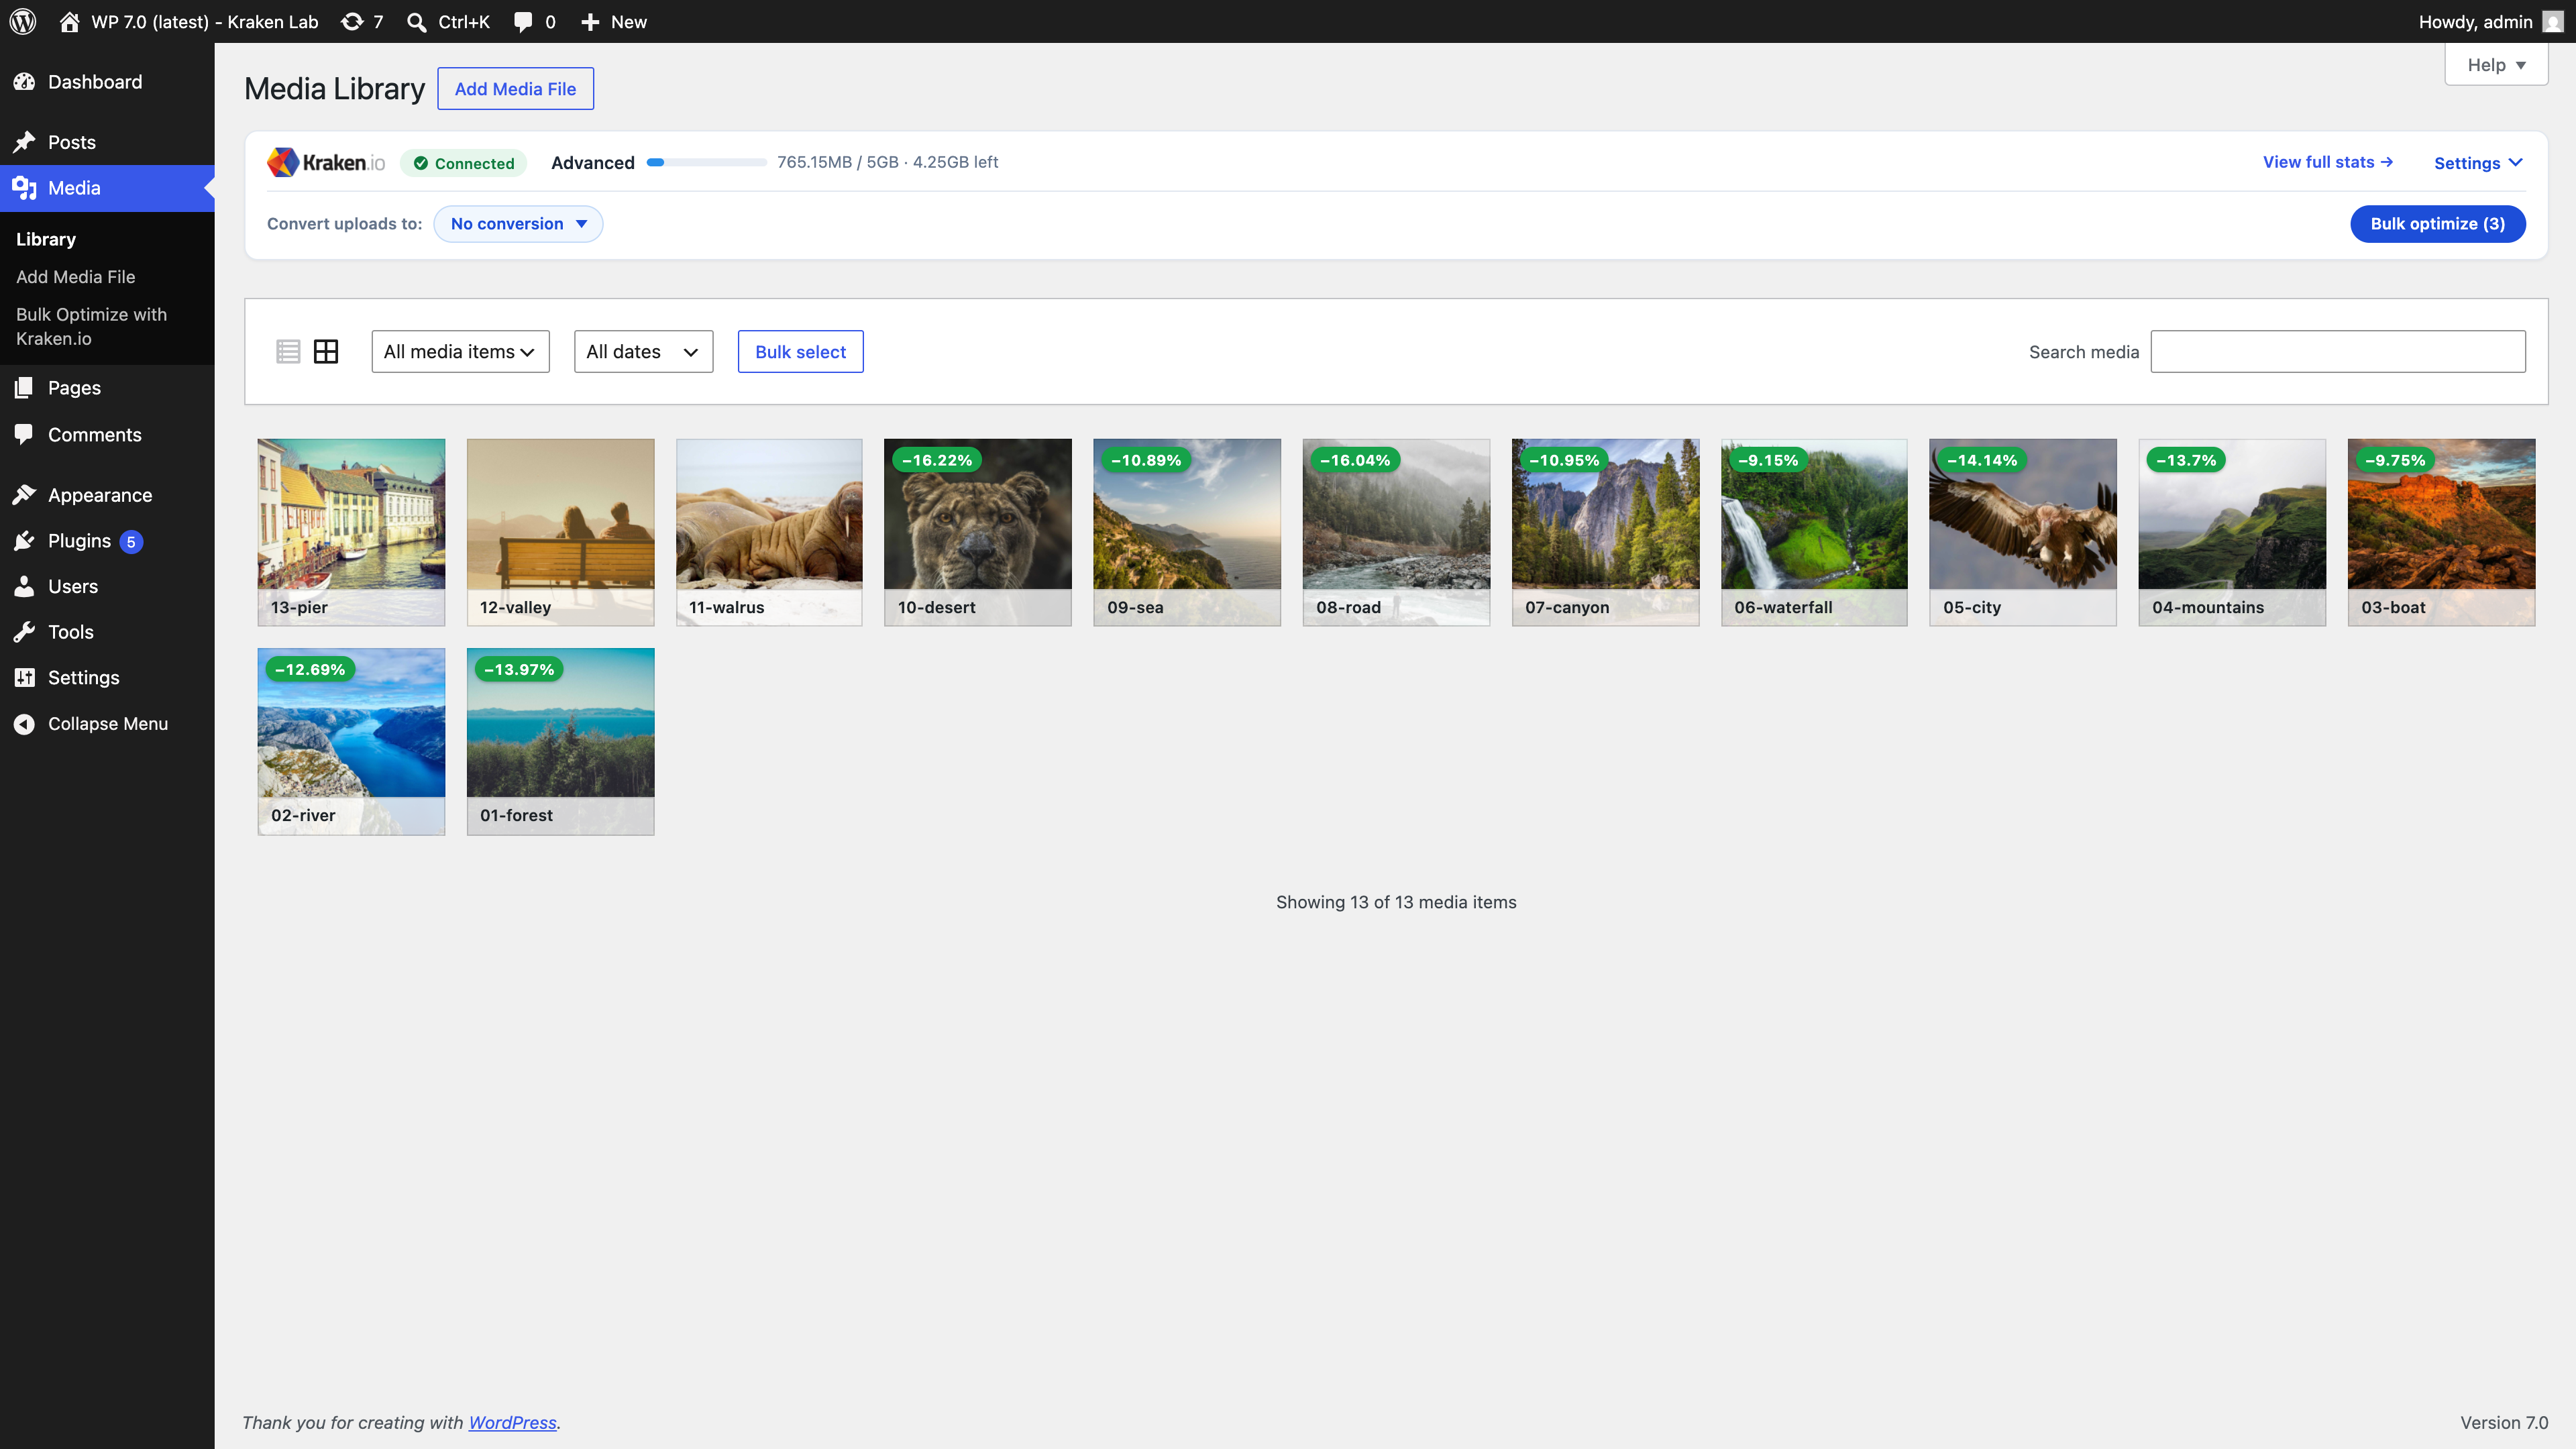 WP 7.0 (latest) - Kraken Lab 7 Ctrl+K 0 New Howdy, admin
Dashboard
Posts
Media
Library
Add Media File
Bulk Optimize with
Kraken.io
Pages
Comments
Appearance
Plugins 5
Users
Tools
Settings
Collapse Menu
Media Library Add Media File Help
Kraken.io Connected Advanced 765.15MB / 5GB · 4.25GB left View full stats → Settings
Convert uploads to: No conversion Bulk optimize (3)
All media items All dates Bulk select Search media
−16.22% −10.89% −16.04% −10.95% −9.15% −14.14% −13.7% −9.75%
13-pier 12-valley 11-walrus 10-desert 09-sea 08-road 07-canyon 06-waterfall 05-city 04-mountains 03-boat
−12.69% −13.97%
02-river 01-forest
Showing 13 of 13 media items
Thank you for creating with WordPress. Version 7.0